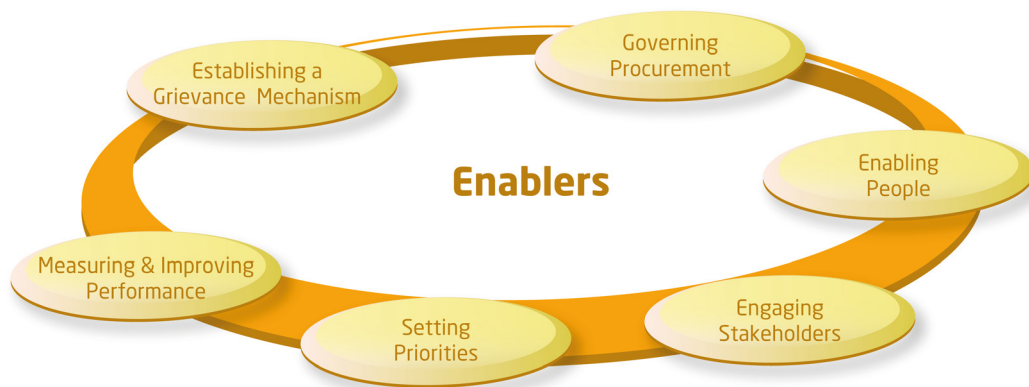 Governing
Procurement
Establishing a
Grievance Mechanism
Enabling
People
Enablers
Measuring & Improving
Performance
Engaging
Stakeholders
Setting
Priorities